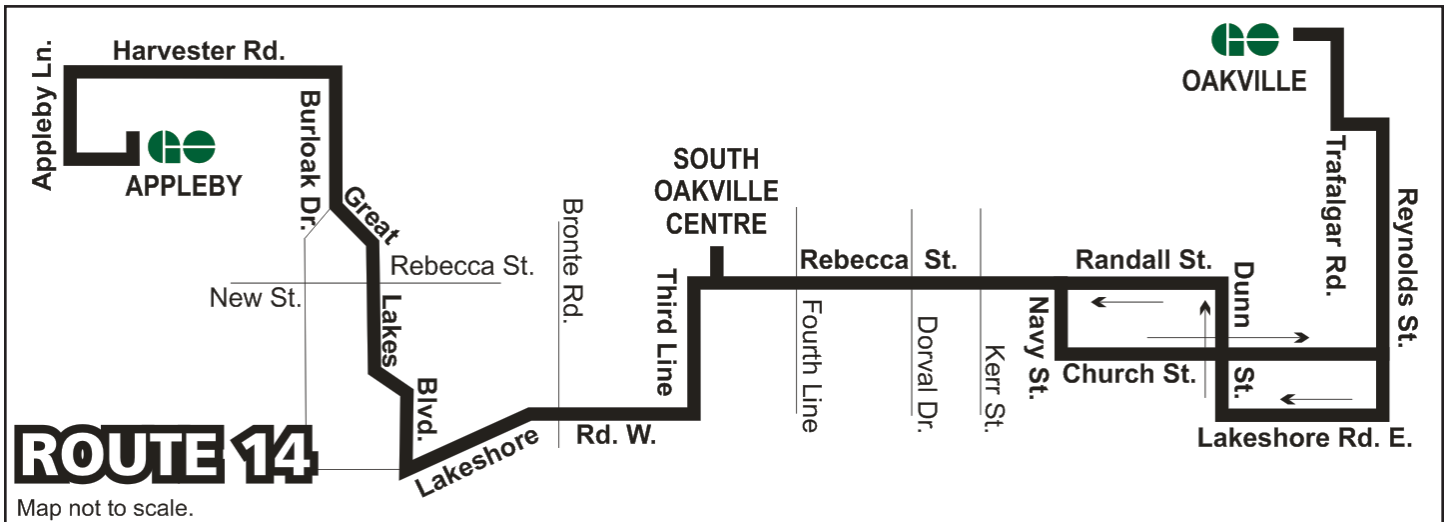 Appleby Ln.
Harvester Rd.
GO
APPLEBY
Burloak Dr.
Great
Lakes
Blvd.
New St.
Rebecca St.
Bronte Rd.
Lakeshore
Rd. W.
Third Line
SOUTH
OAKVILLE
CENTRE
Rebecca St.
Fourth Line
Dorval Dr.
Kerr St.
Navy St.
Randall St.
Church St.
Dunn
St.
Lakeshore Rd. E.
Reynolds St.
Trafalgar Rd.
GO
OAKVILLE
ROUTE 14
Map not to scale.